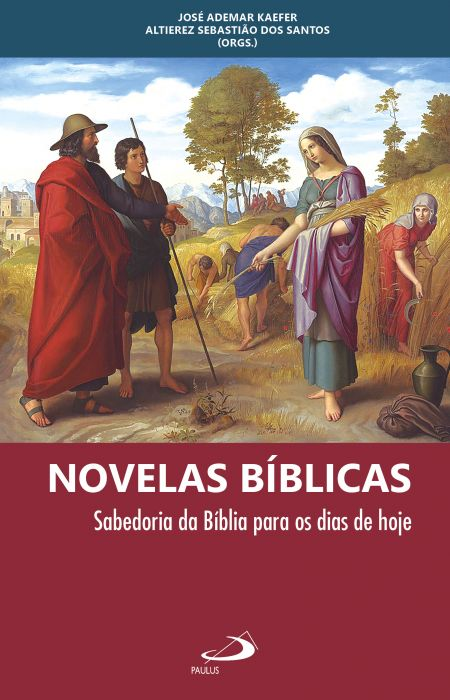 JOSÉ ADEMAR KAEFER
ALTIEREZ SEBASTIÃO DOS SANTOS
(ORGS.)
NOVELAS BÍBLICAS
Sabedoria da Bíblia para os dias de hoje
PAULUS